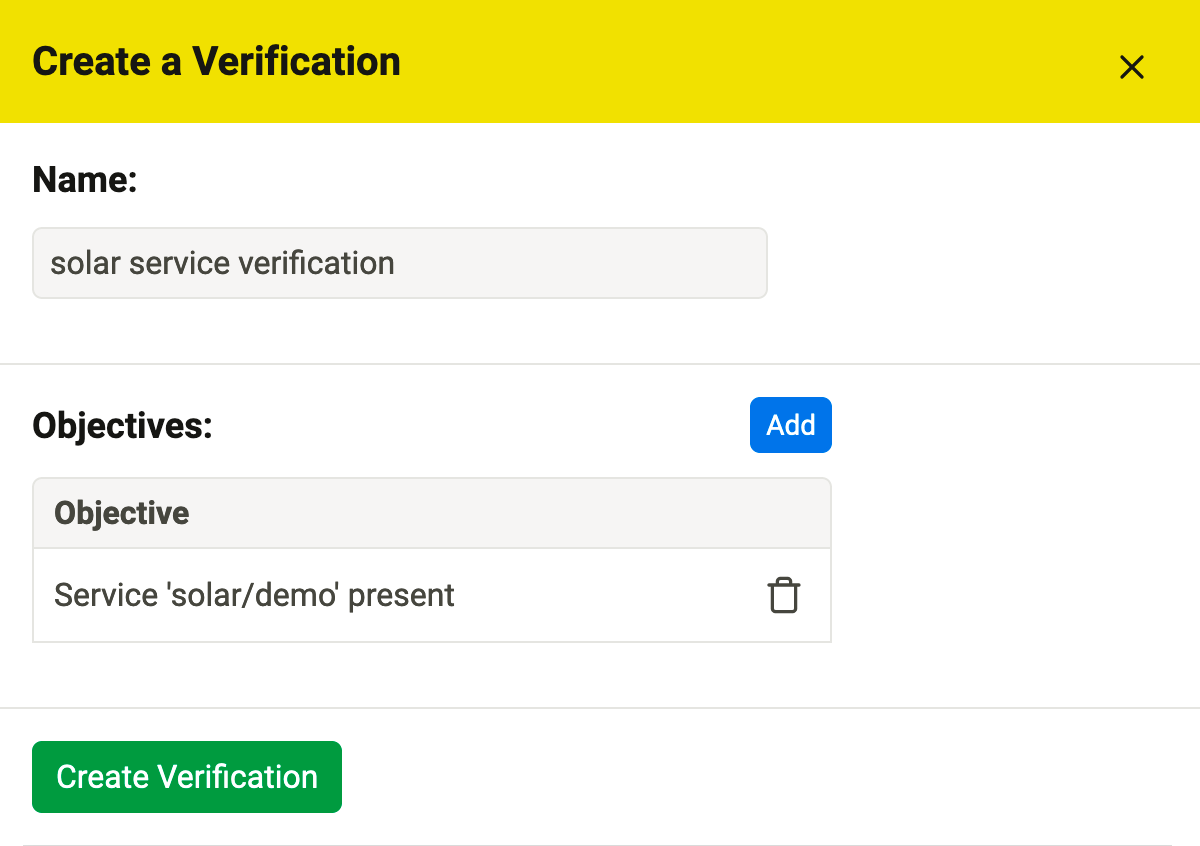 Create a Verification
Name:
solar service verification
Objectives:
Add
Objective
Service 'solar/demo' present
Create Verification